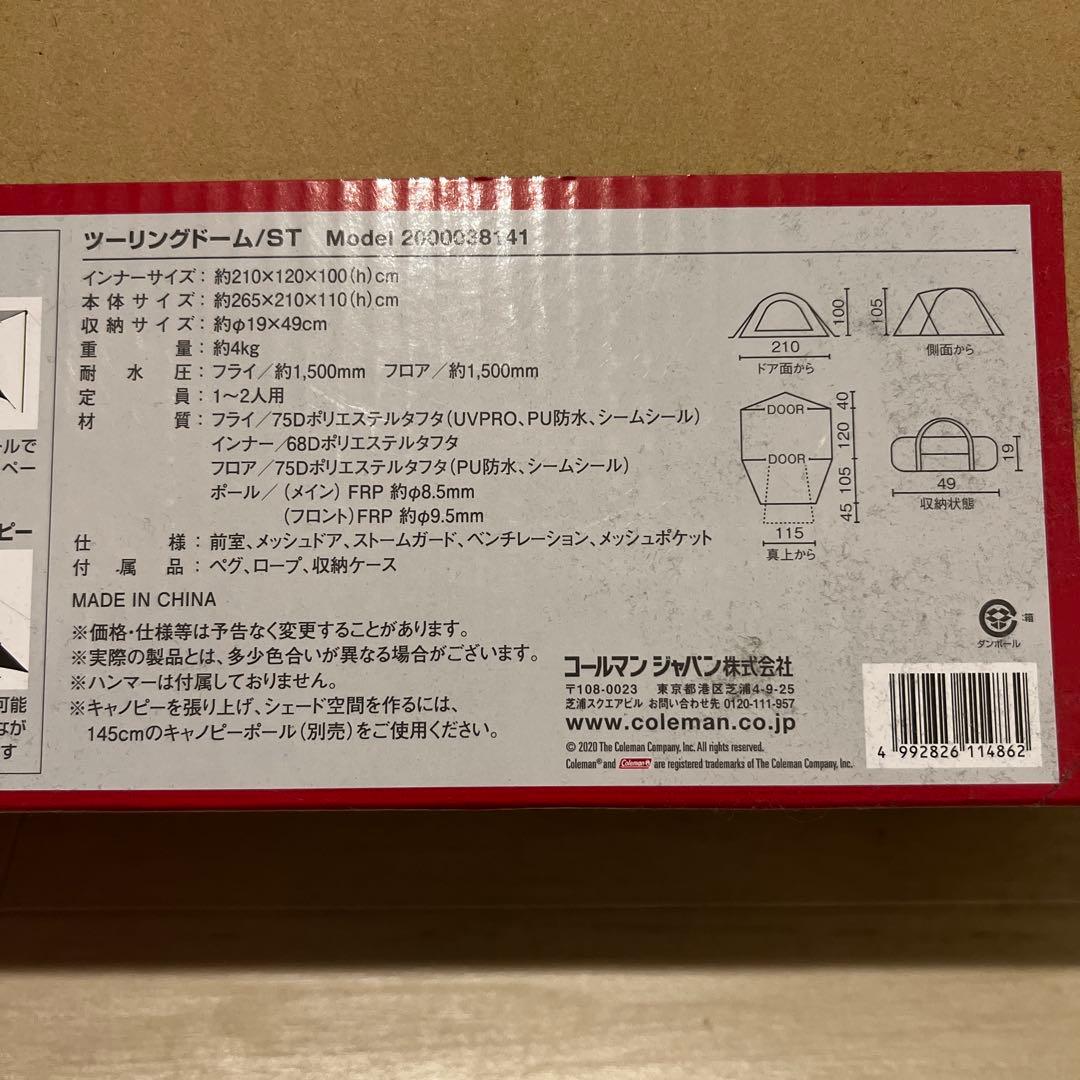 ツーリングドーム/ST Model 2000038141
インナーサイズ：約210×120×100(h)cm
本体サイズ：約265×210×110(h)cm
収納サイズ：約φ19×49cm
重量：約4kg
耐水圧：フライ/約1,500mm フロア/約1,500mm
定員：1〜2人用
材質：フライ/75Dポリエステルタフタ(UVPRO、PU防水、シームシール)
インナー/68Dポリエステルタフタ
フロア/75Dポリエステルタフタ(PU防水、シームシール)
ポール/(メイン)FRP 約φ8.5mm
(フロント)FRP 約φ9.5mm
仕様：前室、メッシュドア、ストームガード、ベンチレーション、メッシュポケット
付属品：ペグ、ロープ、収納ケース
MADE IN CHINA
※価格・仕様等は予告なく変更することがあります。
※実際の製品とは、多少色合いが異なる場合がございます。
※ハンマーは付属しておりません。
※キャノピーを張り上げ、シェード空間を作るには、
145cmのキャノピーポール(別売)をご使用ください。
100
210
ドア面から
105
側面から
DOOR
DOOR
40
120
105
45
115
真上から
19
49
収納状態
箱
ダンボール
コールマン ジャパン株式会社
〒108-0023 東京都港区芝浦4-9-25
芝浦スクエアビル お問い合わせ先 0120-111-957
www.coleman.co.jp
© 2020 The Coleman Company, Inc. All rights reserved.
Coleman® and Coleman® are registered trademarks of The Coleman Company, Inc.
4 992826 114862
ールで
ペー
ピー
可能
なが
す